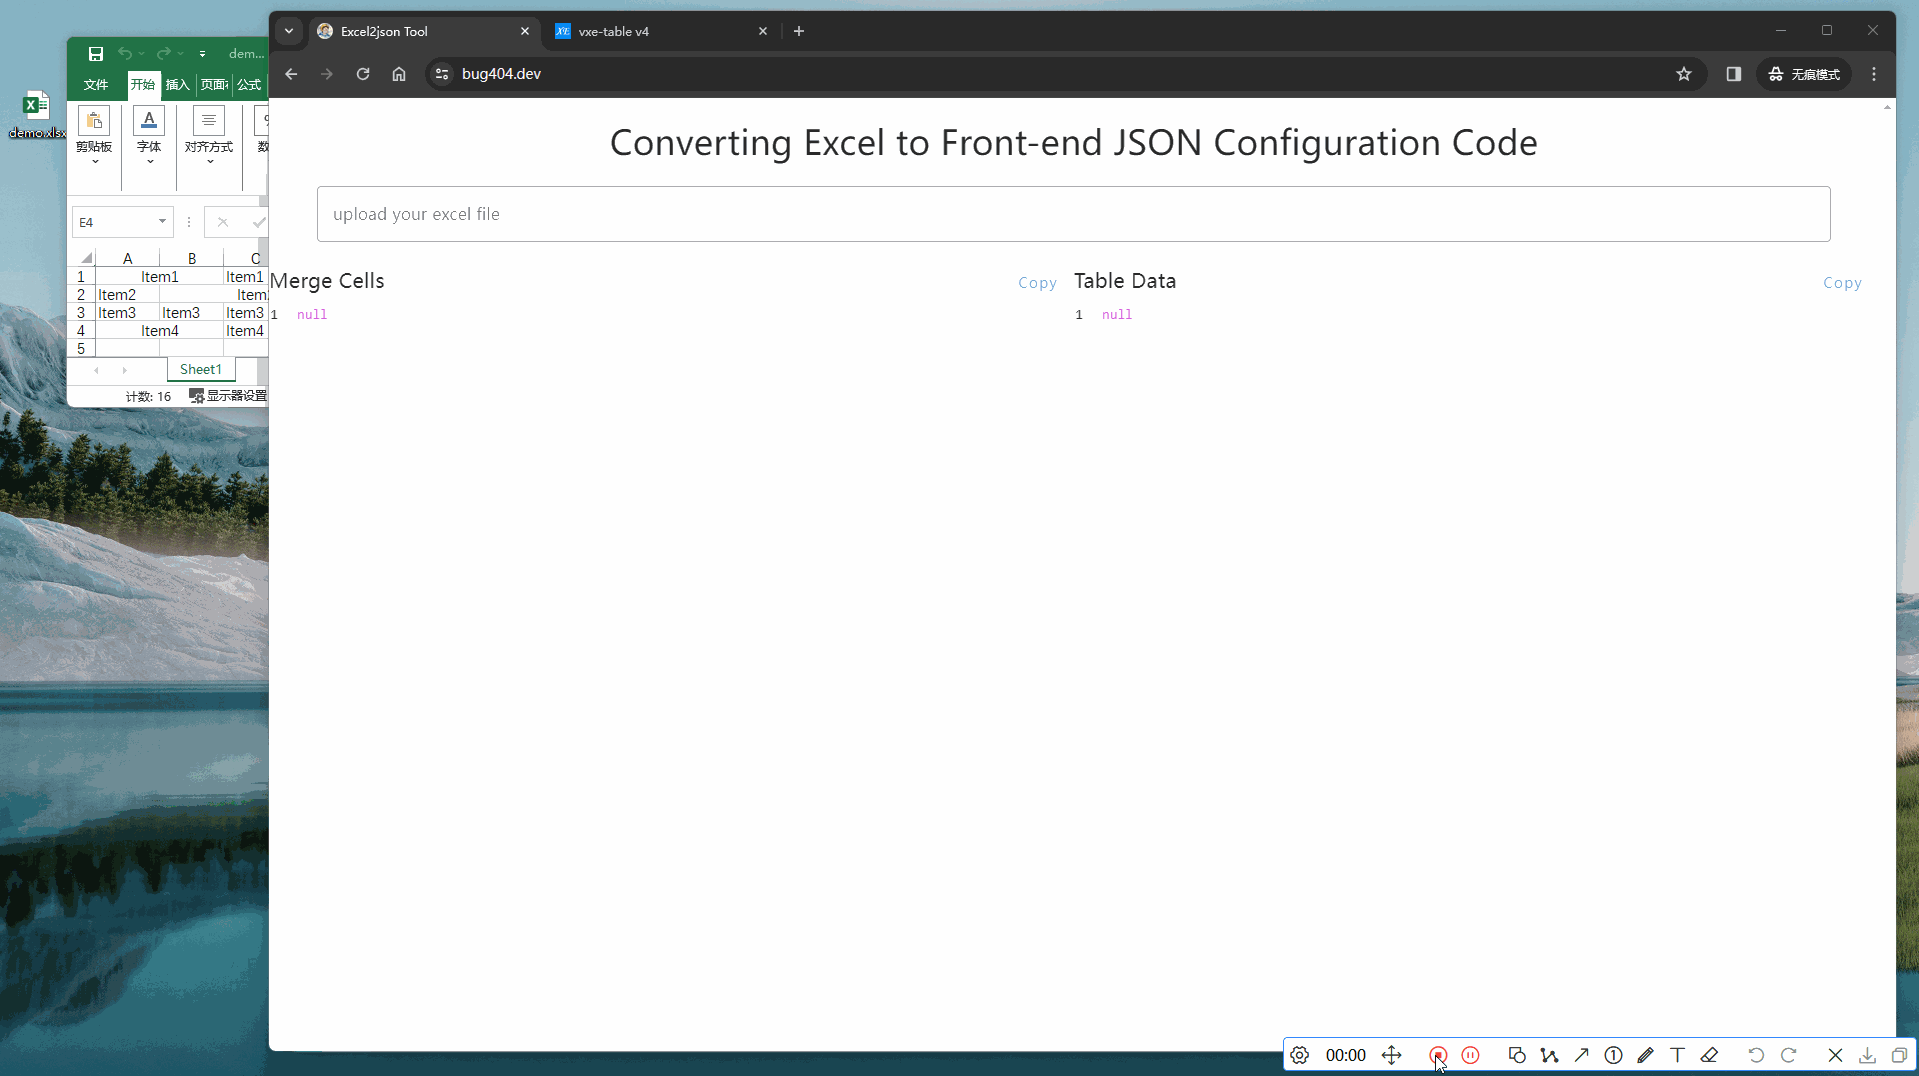 Excel2json Tool
vxe-table v4
dem...
文件 开始 插入 页面 公式
bug404.dev
无痕模式
demo.xlsx
剪贴板 字体 对齐方式 数
E4
A B C
1 Item1 Item1
2 Item2 Item
3 Item3 Item3 Item3
4 Item4 Item4
5
Sheet1
计数: 16 显示器设置
Converting Excel to Front-end JSON Configuration Code
upload your excel file
Merge Cells Copy
1 null
Table Data Copy
1 null
00:00